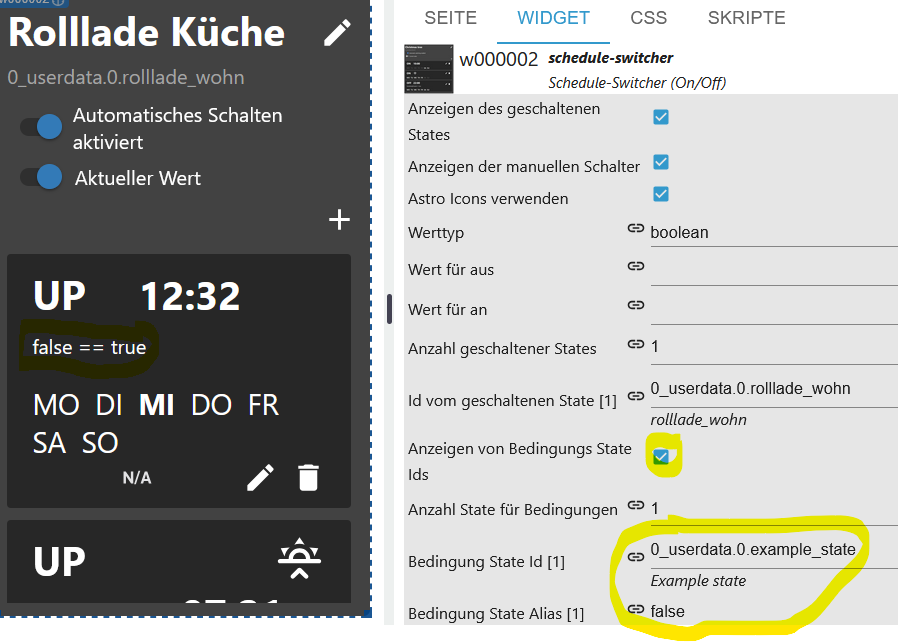 w000002
Rolllade Küche
0_userdata.0.rolllade_wohn
Automatisches Schalten
aktiviert
Aktueller Wert
+
UP 12:32
false == true
MO DI MI DO FR
SA SO
N/A
UP
SEITE WIDGET CSS SKRIPTE
w000002 schedule-switcher
Schedule-Switcher (On/Off)
Anzeigen des geschaltenen
States
Anzeigen der manuellen Schalter
Astro Icons verwenden
Werttyp boolean
Wert für aus
Wert für an
Anzahl geschaltener States 1
Id vom geschaltenen State [1] 0_userdata.0.rolllade_wohn
rolllade_wohn
Anzeigen von Bedingungs State
Ids
Anzahl State für Bedingungen 1
Bedingung State Id [1] 0_userdata.0.example_state
Example state
Bedingung State Alias [1] false